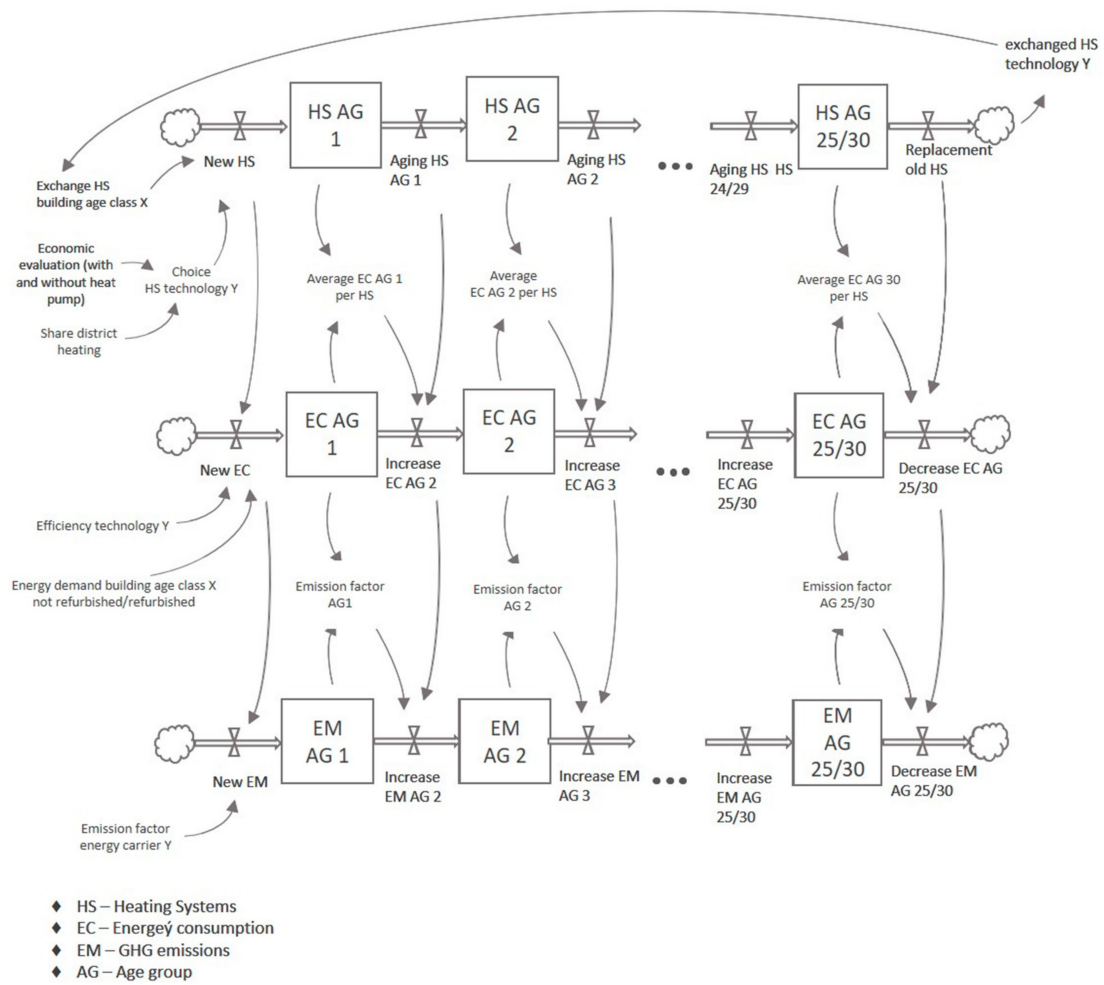 exchanged HS
technology Y
HS AG
1
HS AG
2
HS AG
25/30
New HS
Aging HS
AG 1
Aging HS
AG 2
•••
Aging HS HS
24/29
Replacement
old HS
Exchange HS
building age class X
Economic
evaluation (with
and without heat
pump)
Choice
HS technology Y
Share district
heating
Average EC AG 1
per HS
Average
EC AG 2 per HS
Average EC AG 30
per HS
EC AG
1
EC AG
2
EC AG
25/30
New EC
Increase
EC AG 2
Increase
EC AG 3
•••
Increase
EC AG
25/30
Decrease EC AG
25/30
Efficiency technology Y
Energy demand building age class X
not refurbished/refurbished
Emission factor
AG1
Emission factor
AG 2
Emission factor
AG 25/30
EM
AG 1
EM
AG 2
EM
AG
25/30
New EM
Increase
EM AG 2
Increase EM
AG 3
•••
Increase
EM AG
25/30
Decrease EM
AG 25/30
Emission factor
energy carrier Y
♦ HS – Heating Systems
♦ EC – Energeý consumption
♦ EM – GHG emissions
♦ AG – Age group